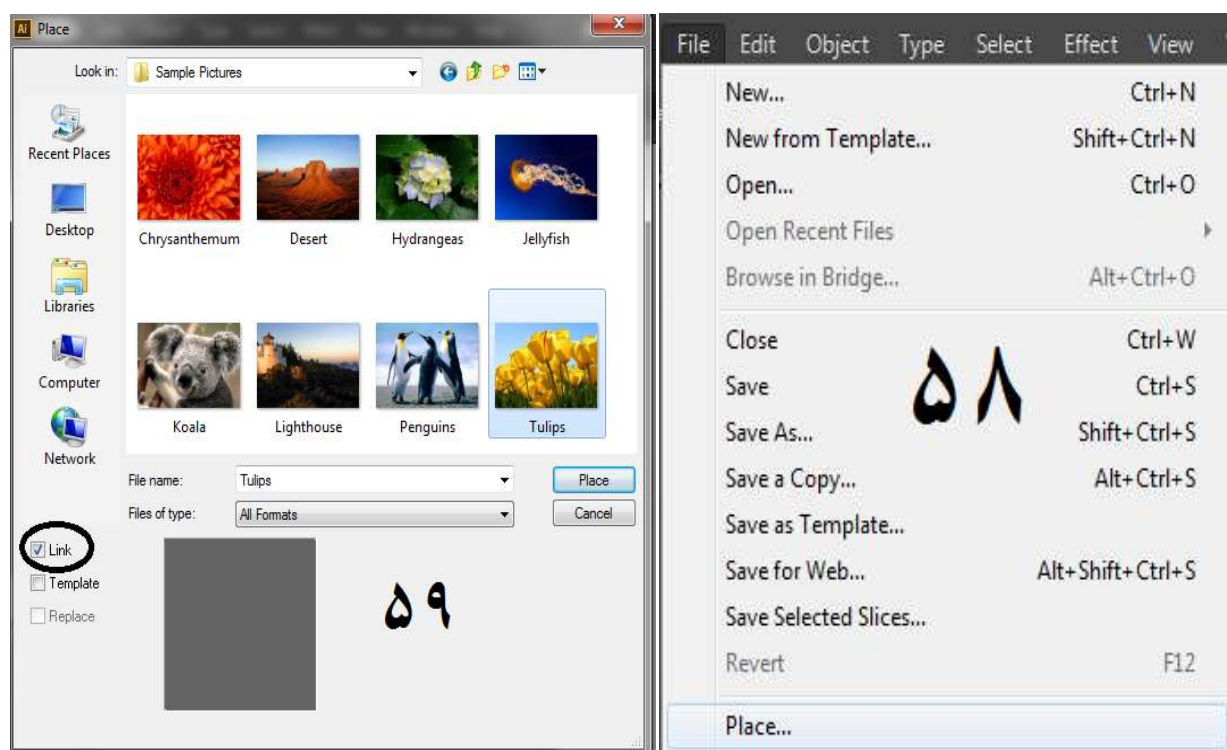 Ai Place
Look in: Sample Pictures
Recent Places
Desktop
Libraries
Computer
Network
Chrysanthemum Desert Hydrangeas Jellyfish
Koala Lighthouse Penguins Tulips
File name: Tulips Place
Files of type: All Formats Cancel
Link
Template
Replace
۵۹
File Edit Object Type Select Effect View
New... Ctrl+N
New from Template... Shift+Ctrl+N
Open... Ctrl+O
Open Recent Files
Browse in Bridge... Alt+Ctrl+O
Close Ctrl+W
Save Ctrl+S
Save As... Shift+Ctrl+S
Save a Copy... Alt+Ctrl+S
Save as Template...
Save for Web... Alt+Shift+Ctrl+S
Save Selected Slices...
Revert F12
Place...
۵۸